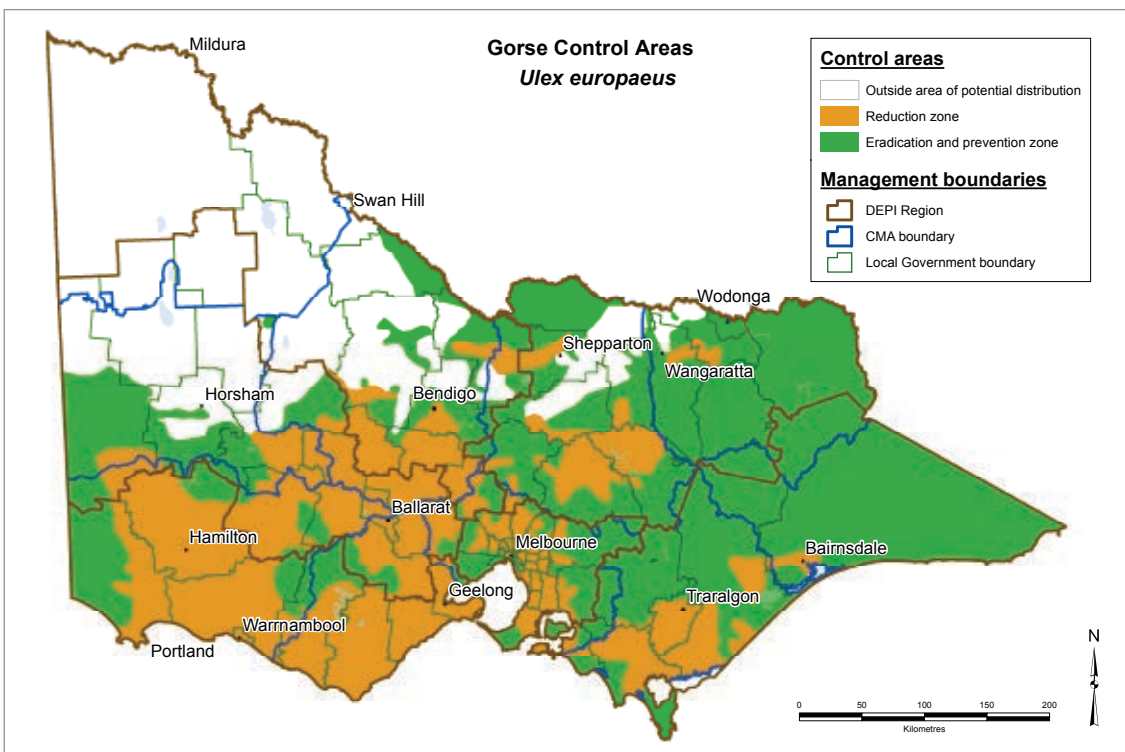 Gorse Control Areas
Ulex europaeus
Control areas
Outside area of potential distribution
Reduction zone
Eradication and prevention zone
Management boundaries
DEPI Region
CMA boundary
Local Government boundary
Mildura
Swan Hill
Wodonga
Shepparton
Wangaratta
Horsham
Bendigo
Ballarat
Hamilton
Melbourne
Bairnsdale
Geelong
Traralgon
Warrnambool
Portland
N
0 50 100 150 200
Kilometres